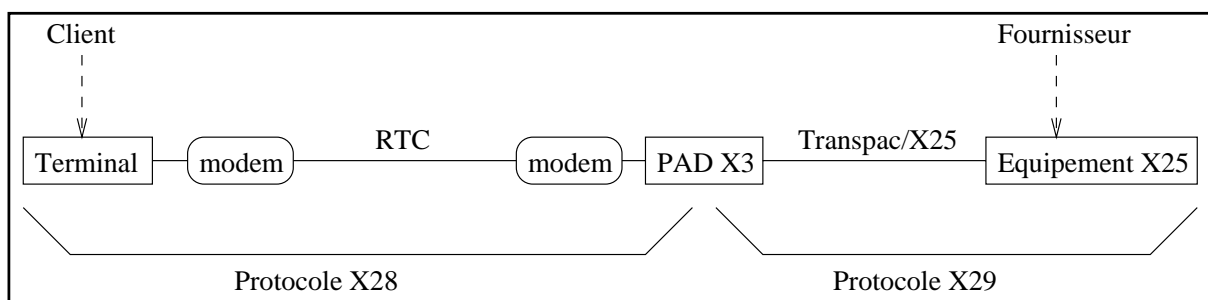 Client
Fournisseur
RTC
Transpac/X25
Terminal
modem
modem
PAD X3
Equipement X25
Protocole X28
Protocole X29